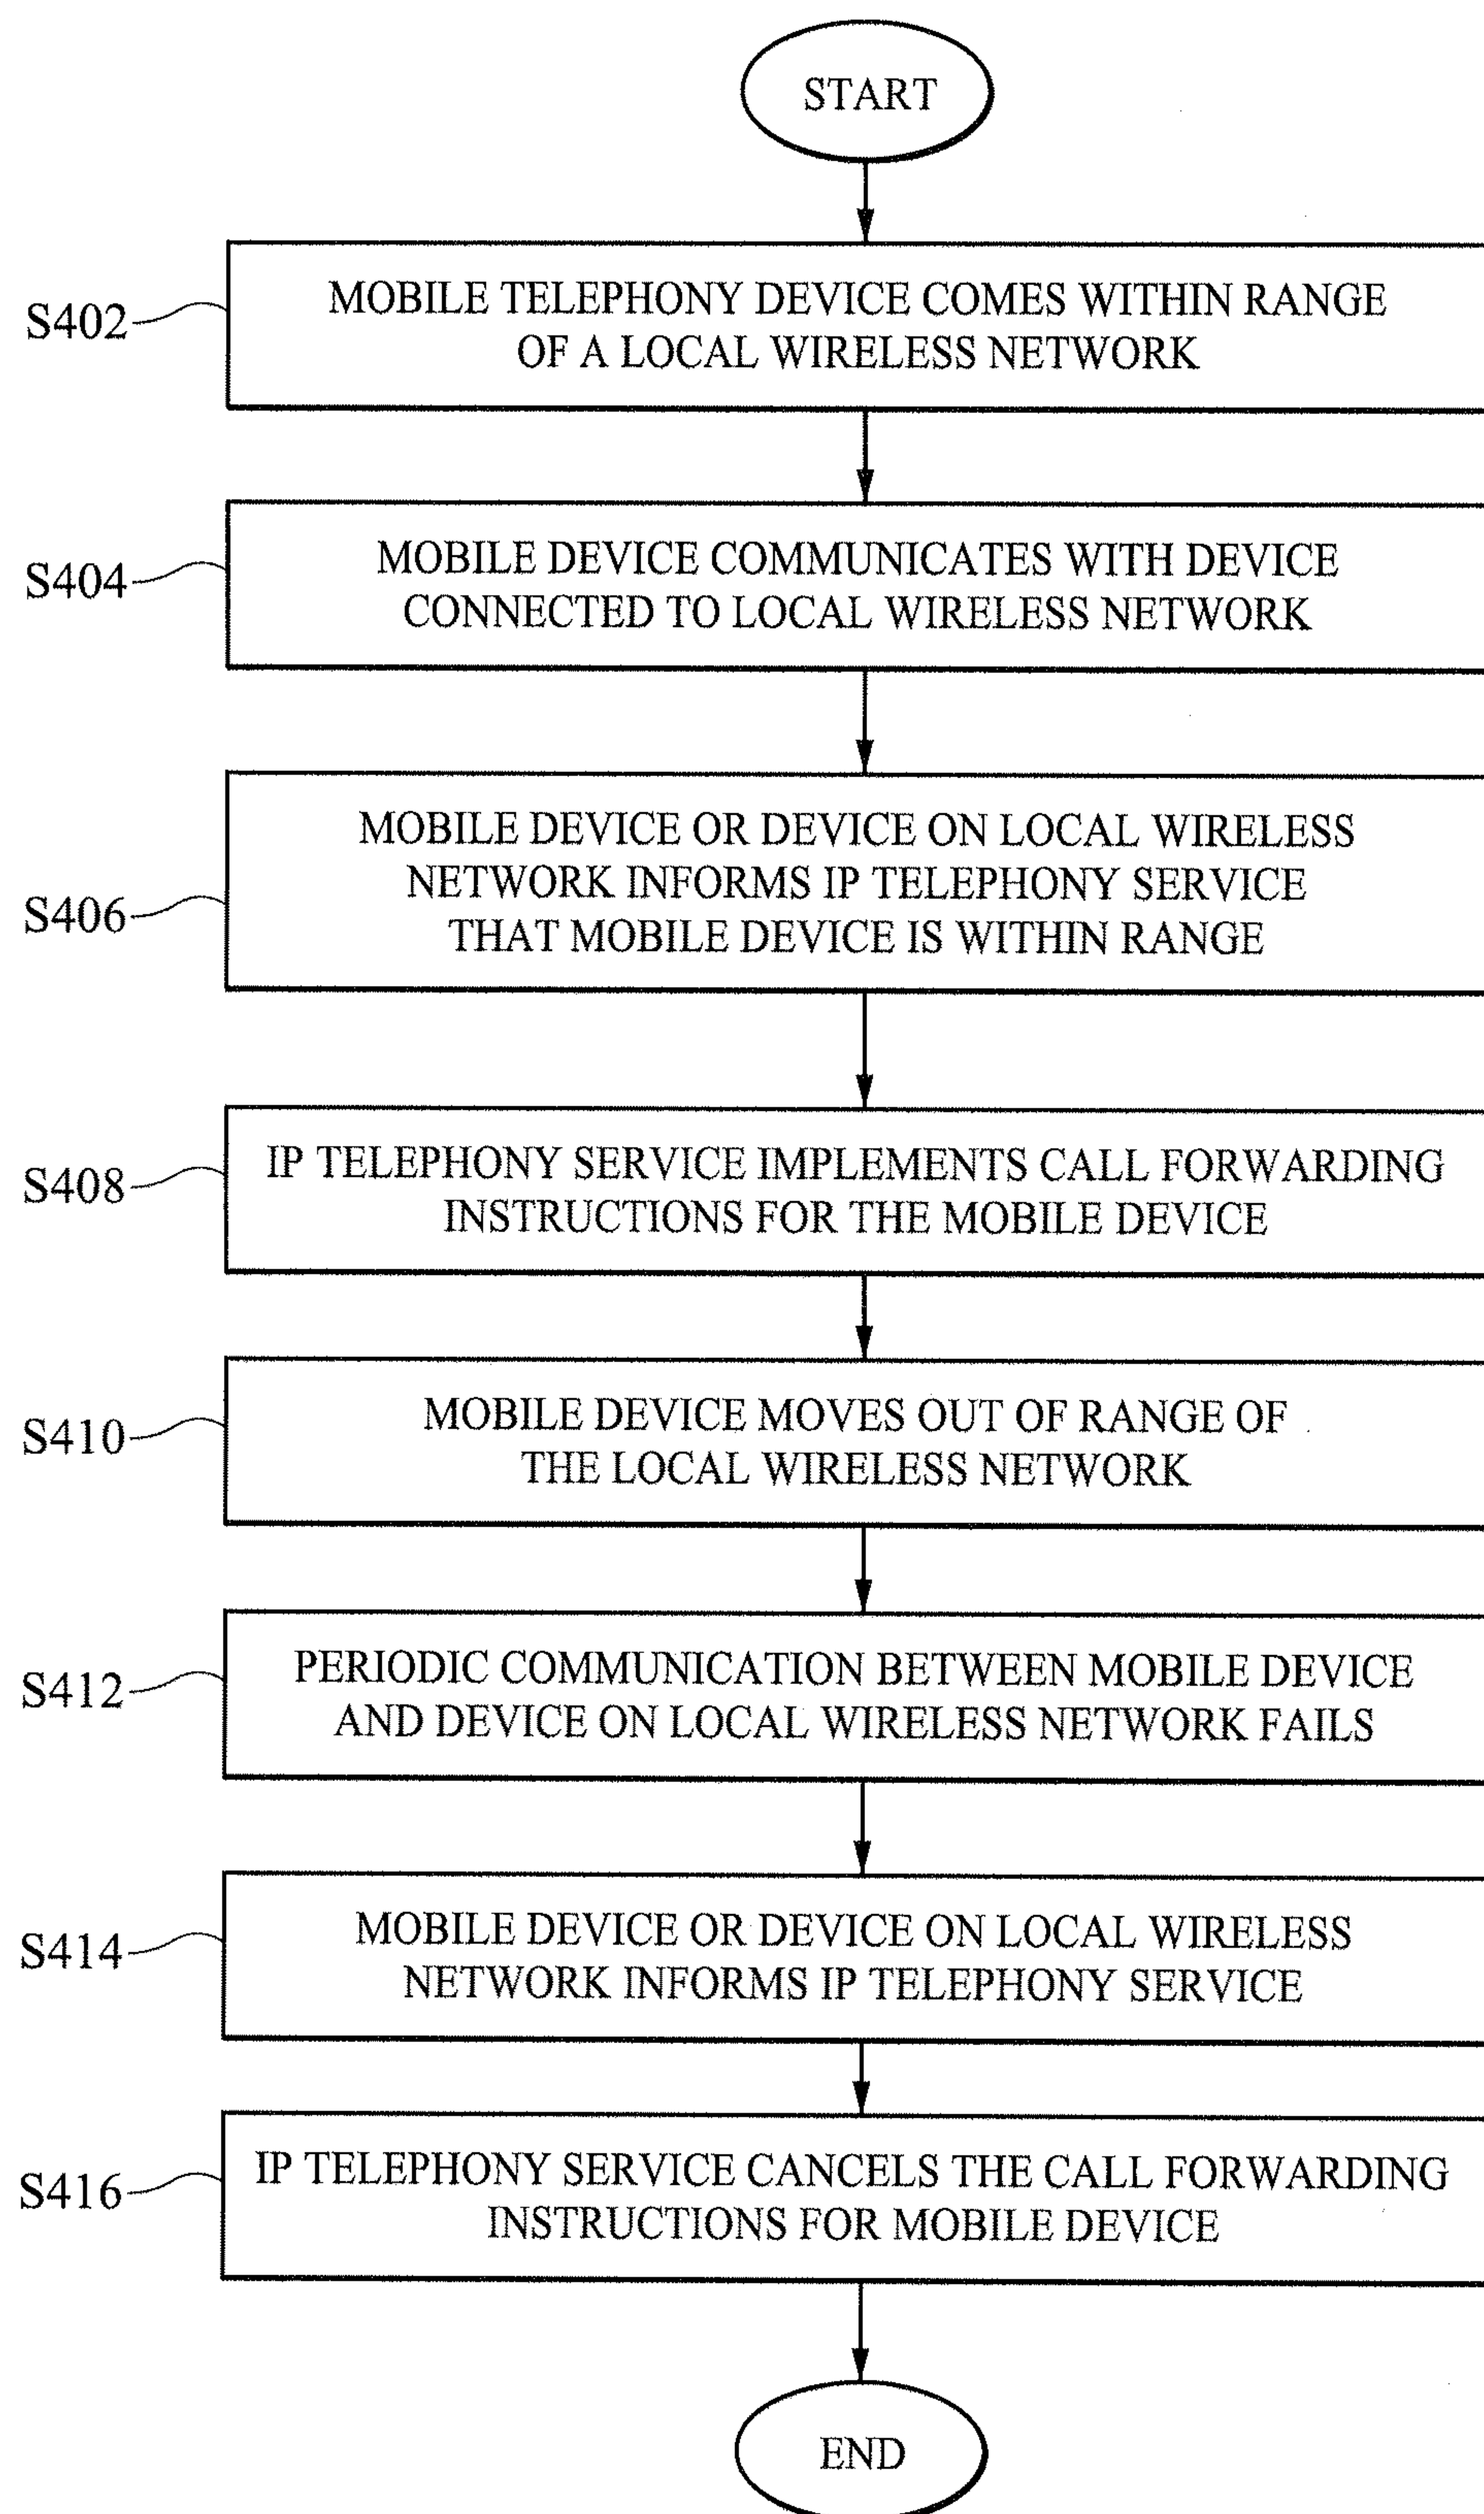 START
S402
MOBILE TELEPHONY DEVICE COMES WITHIN RANGE
OF A LOCAL WIRELESS NETWORK
S404
MOBILE DEVICE COMMUNICATES WITH DEVICE
CONNECTED TO LOCAL WIRELESS NETWORK
S406
MOBILE DEVICE OR DEVICE ON LOCAL WIRELESS
NETWORK INFORMS IP TELEPHONY SERVICE
THAT MOBILE DEVICE IS WITHIN RANGE
S408
IP TELEPHONY SERVICE IMPLEMENTS CALL FORWARDING
INSTRUCTIONS FOR THE MOBILE DEVICE
S410
MOBILE DEVICE MOVES OUT OF RANGE OF
THE LOCAL WIRELESS NETWORK
S412
PERIODIC COMMUNICATION BETWEEN MOBILE DEVICE
AND DEVICE ON LOCAL WIRELESS NETWORK FAILS
S414
MOBILE DEVICE OR DEVICE ON LOCAL WIRELESS
NETWORK INFORMS IP TELEPHONY SERVICE
S416
IP TELEPHONY SERVICE CANCELS THE CALL FORWARDING
INSTRUCTIONS FOR MOBILE DEVICE
END